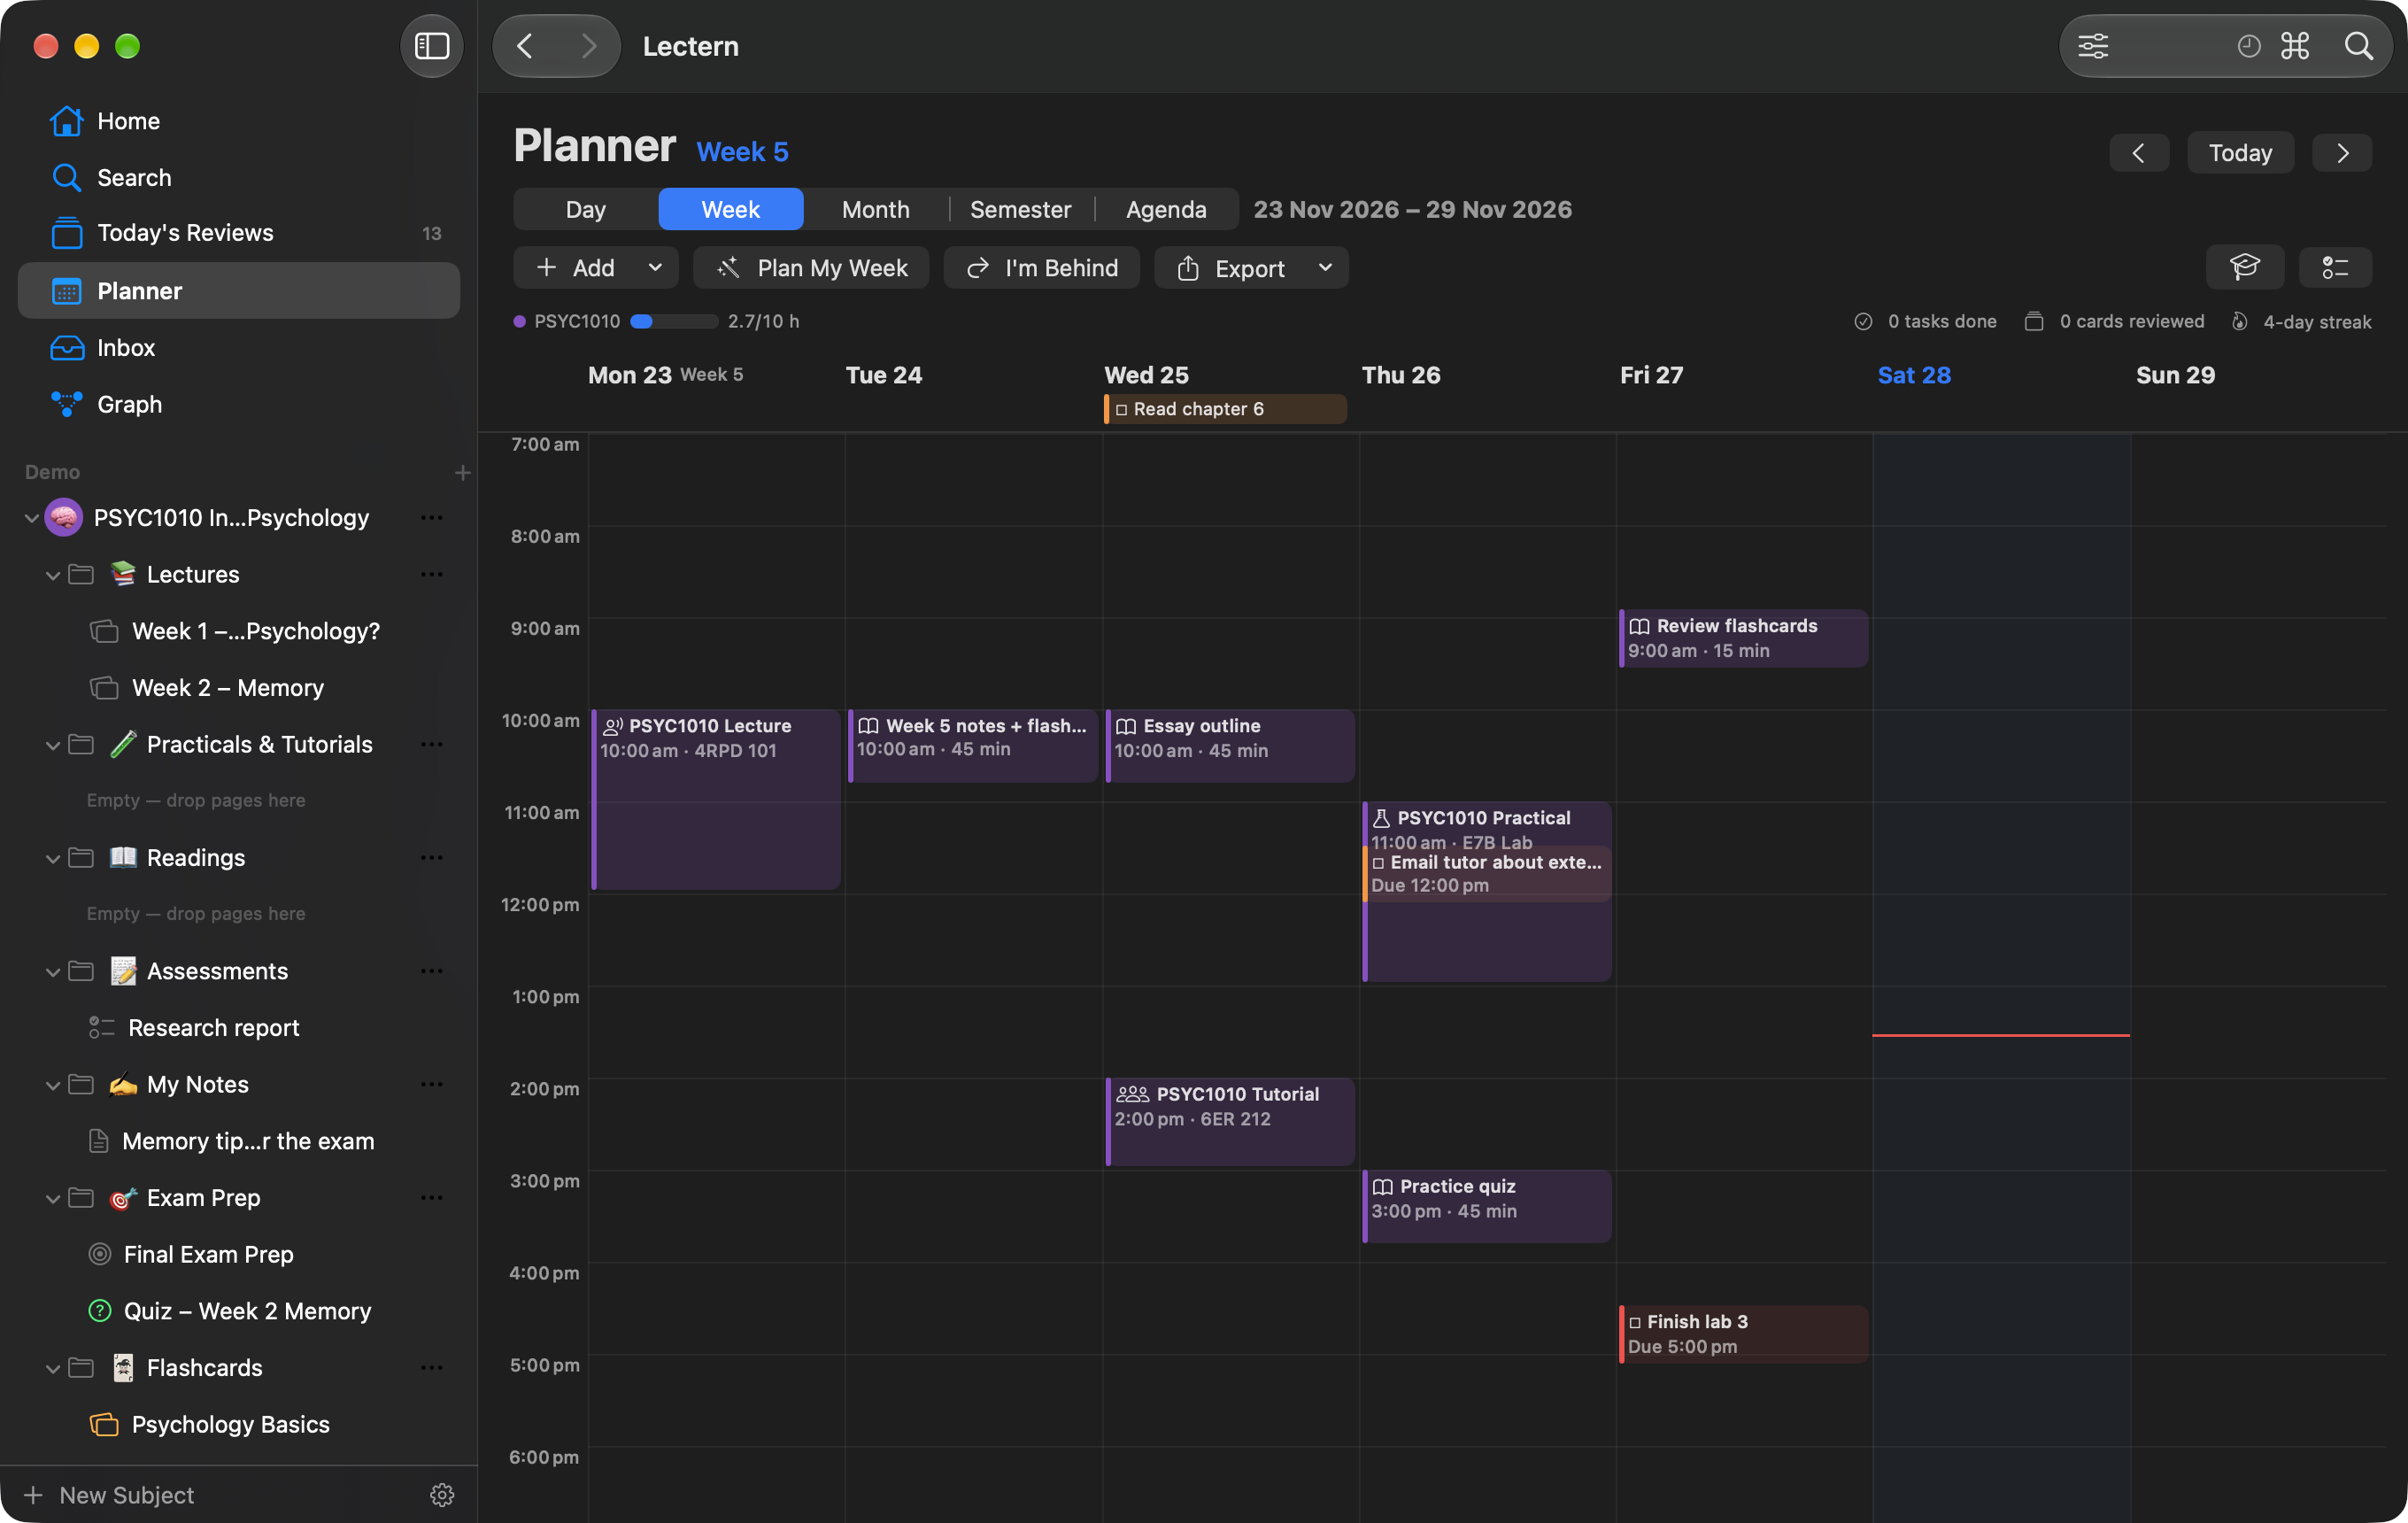 Lectern
Home
Search
Today's Reviews 13
Planner
Inbox
Graph
Demo
PSYC1010 In...Psychology
Lectures
Week 1 –...Psychology?
Week 2 – Memory
Practicals & Tutorials
Empty — drop pages here
Readings
Empty — drop pages here
Assessments
Research report
My Notes
Memory tip...r the exam
Exam Prep
Final Exam Prep
Quiz – Week 2 Memory
Flashcards
Psychology Basics
New Subject
Planner Week 5
Today
Day Week Month Semester Agenda 23 Nov 2026 – 29 Nov 2026
Add Plan My Week I'm Behind Export
PSYC1010 2.7/10 h 0 tasks done 0 cards reviewed 4-day streak
Mon 23 Week 5 Tue 24 Wed 25 Thu 26 Fri 27 Sat 28 Sun 29
Read chapter 6
7:00 am
8:00 am
9:00 am
Review flashcards
9:00 am · 15 min
10:00 am
PSYC1010 Lecture
10:00 am · 4RPD 101
Week 5 notes + flash...
10:00 am · 45 min
Essay outline
10:00 am · 45 min
11:00 am
PSYC1010 Practical
11:00 am · E7B Lab
Email tutor about exte...
Due 12:00 pm
12:00 pm
1:00 pm
2:00 pm
PSYC1010 Tutorial
2:00 pm · 6ER 212
3:00 pm
Practice quiz
3:00 pm · 45 min
4:00 pm
Finish lab 3
Due 5:00 pm
5:00 pm
6:00 pm